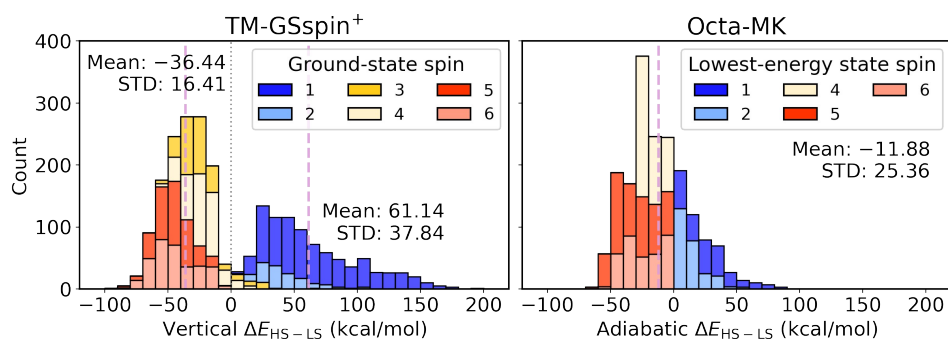 TM-GSspin⁺
Octa-MK
400
300
200
100
0
Count
Mean: −36.44
STD: 16.41
Ground-state spin
1 3 5
2 4 6
Mean: 61.14
STD: 37.84
−100 −50 0 50 100 150 200
Vertical ΔE_HS−LS (kcal/mol)
Lowest-energy state spin
1 4 6
2 5
Mean: −11.88
STD: 25.36
−100 −50 0 50 100 150 200
Adiabatic ΔE_HS−LS (kcal/mol)